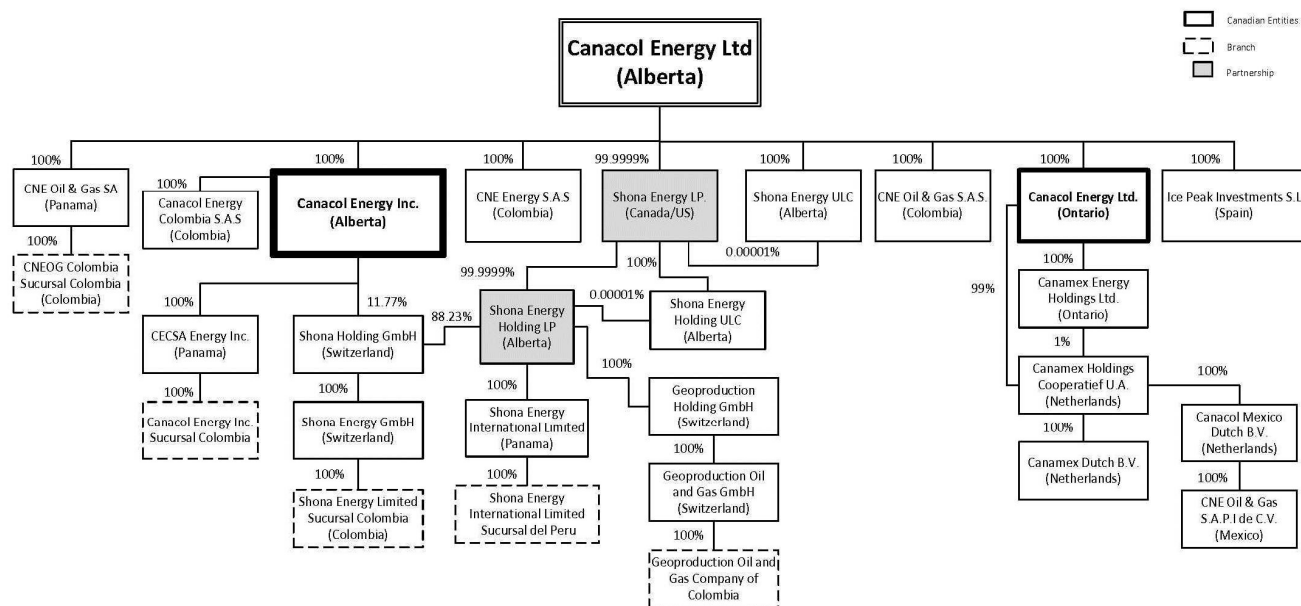 Canadian Entities
Branch
Partnership
Canacol Energy Ltd
(Alberta)
100%
100%
100%
99.9999%
100%
100%
100%
100%
CNE Oil & Gas SA
(Panama)
100%
CNEOG Colombia
Sucursal Colombia
(Colombia)
100%
Canacol Energy
Colombia S.A.S
(Colombia)
Canacol Energy Inc.
(Alberta)
CNE Energy S.A.S
(Colombia)
Shona Energy LP.
(Canada/US)
Shona Energy ULC
(Alberta)
CNE Oil & Gas S.A.S.
(Colombia)
Canacol Energy Ltd.
(Ontario)
Ice Peak Investments S.L
(Spain)
0.00001%
99.9999%
100%
100%
11.77%
88.23%
0.00001%
CECSA Energy Inc.
(Panama)
100%
Canacol Energy Inc.
Sucursal Colombia
Shona Holding GmbH
(Switzerland)
100%
Shona Energy GmbH
(Switzerland)
100%
Shona Energy Limited
Sucursal Colombia
(Colombia)
Shona Energy
Holding LP
(Alberta)
100%
Shona Energy
International Limited
(Panama)
100%
Shona Energy
International Limited
Sucursal del Peru
Shona Energy
Holding ULC
(Alberta)
100%
Geoproduction
Holding GmbH
(Switzerland)
100%
Geoproduction Oil
and Gas GmbH
(Switzerland)
100%
Geoproduction Oil and
Gas Company of
Colombia
99%
100%
Canamex Energy
Holdings Ltd.
(Ontario)
1%
Canamex Holdings
Cooperatief U.A.
(Netherlands)
100%
Canamex Dutch B.V.
(Netherlands)
100%
Canacol Mexico
Dutch B.V.
(Netherlands)
100%
CNE Oil & Gas
S.A.P.I de C.V.
(Mexico)